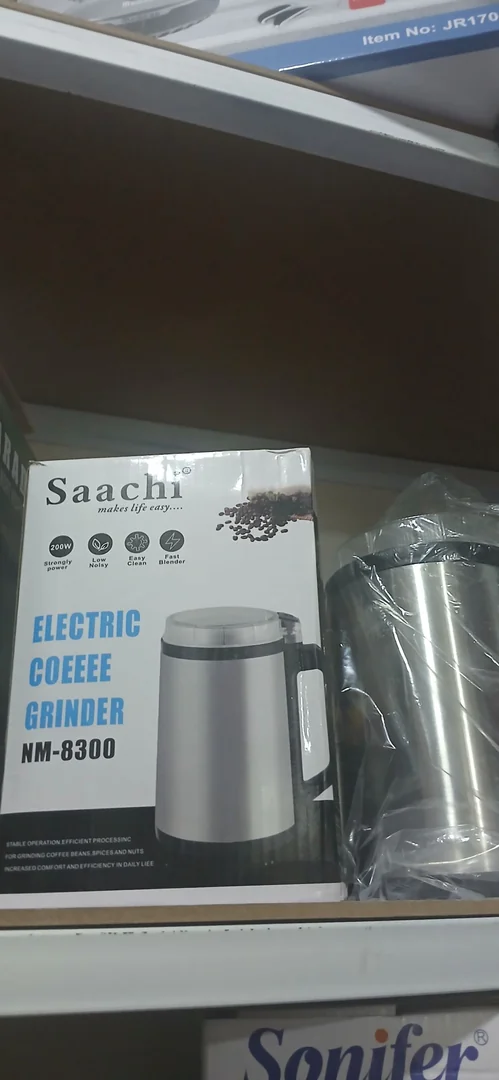 Item No: JR170
Saachi®
makes life easy....
200W
Strongly power
Low Noisy
Easy Clean
Fast Blender
ELECTRIC
COEEEE
GRINDER
NM-8300
STABLE OPERATION.EFFICIENT PROCESSING
FOR GRINDING COFFEE BEANS,SPICES AND NUTS
INCREASED COMFORT AND EFFICIENCY IN DAILY LIEE
Sonifer®